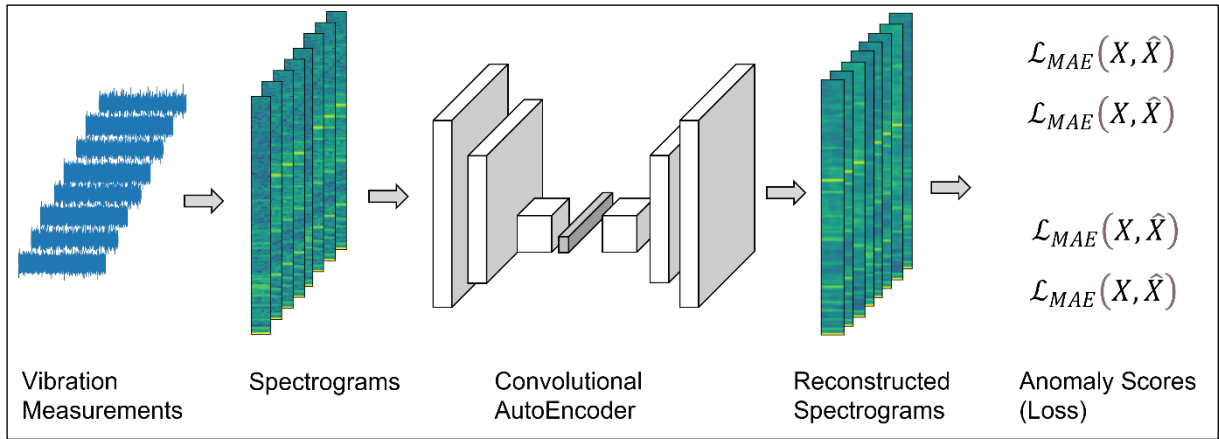 ℒ_MAE(X, X̂)
ℒ_MAE(X, X̂)
ℒ_MAE(X, X̂)
ℒ_MAE(X, X̂)
Vibration
Measurements
Spectrograms
Convolutional
AutoEncoder
Reconstructed
Spectrograms
Anomaly Scores
(Loss)